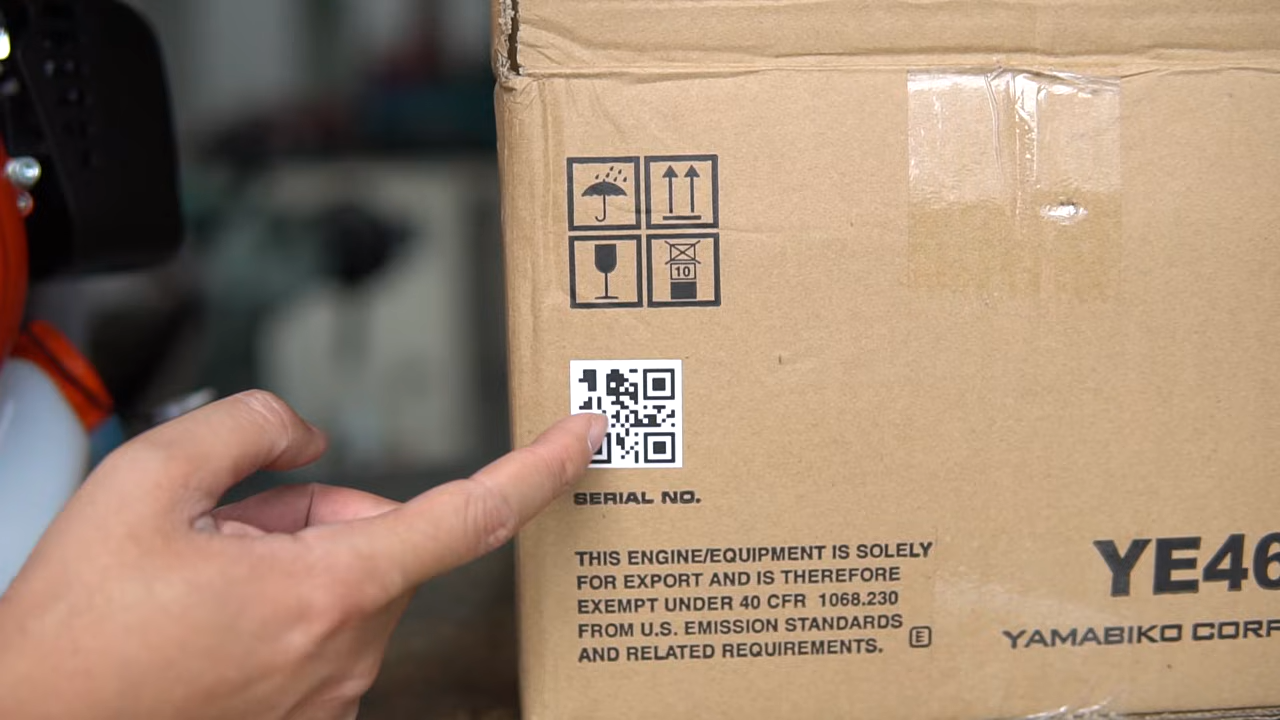 10
SERIAL NO.
THIS ENGINE/EQUIPMENT IS SOLELY
FOR EXPORT AND IS THEREFORE
EXEMPT UNDER 40 CFR 1068.230
FROM U.S. EMISSION STANDARDS
AND RELATED REQUIREMENTS.
E
YE46
YAMABIKO CORP